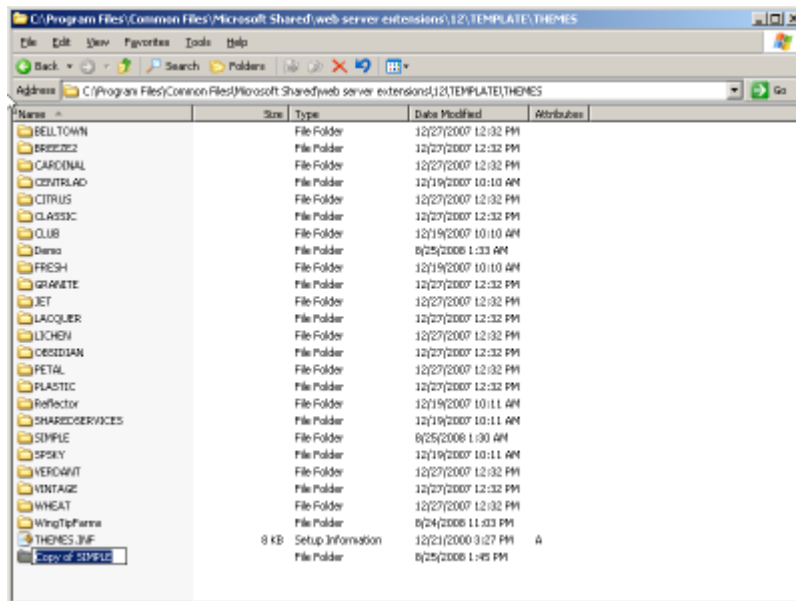 C:\Program Files\Common Files\Microsoft Shared\web server extensions\12\TEMPLATE\THEMES
File Edit View Favorites Tools Help
Back Search Folders
Address C:\Program Files\Common Files\Microsoft Shared\web server extensions\12\TEMPLATE\THEMES Go
Name Size Type Date Modified Attributes
BELLTOWN File Folder 12/27/2007 12:32 PM
BREEZE2 File Folder 12/27/2007 12:32 PM
CARDINAL File Folder 12/27/2007 12:32 PM
CENTRLAD File Folder 12/19/2007 10:10 AM
CITRUS File Folder 12/27/2007 12:32 PM
CLASSIC File Folder 12/27/2007 12:32 PM
CLUB File Folder 12/19/2007 10:10 AM
Demo File Folder 8/25/2008 1:33 AM
FRESH File Folder 12/19/2007 10:10 AM
GRANITE File Folder 12/27/2007 12:32 PM
JET File Folder 12/27/2007 12:32 PM
LACQUER File Folder 12/27/2007 12:32 PM
LICHEN File Folder 12/27/2007 12:32 PM
OBSIDIAN File Folder 12/27/2007 12:32 PM
PETAL File Folder 12/27/2007 12:32 PM
PLASTIC File Folder 12/27/2007 12:32 PM
Reflector File Folder 12/19/2007 10:11 AM
SHAREDSERVICES File Folder 12/19/2007 10:11 AM
SIMPLE File Folder 8/25/2008 1:30 AM
SPSKY File Folder 12/19/2007 10:11 AM
VERDANT File Folder 12/27/2007 12:32 PM
VINTAGE File Folder 12/27/2007 12:32 PM
WHEAT File Folder 12/27/2007 12:32 PM
WingTipFarms File Folder 8/24/2008 11:03 PM
THEMES.INF 8 KB Setup Information 12/21/2000 3:27 PM A
Copy of SIMPLE File Folder 8/25/2008 1:45 PM